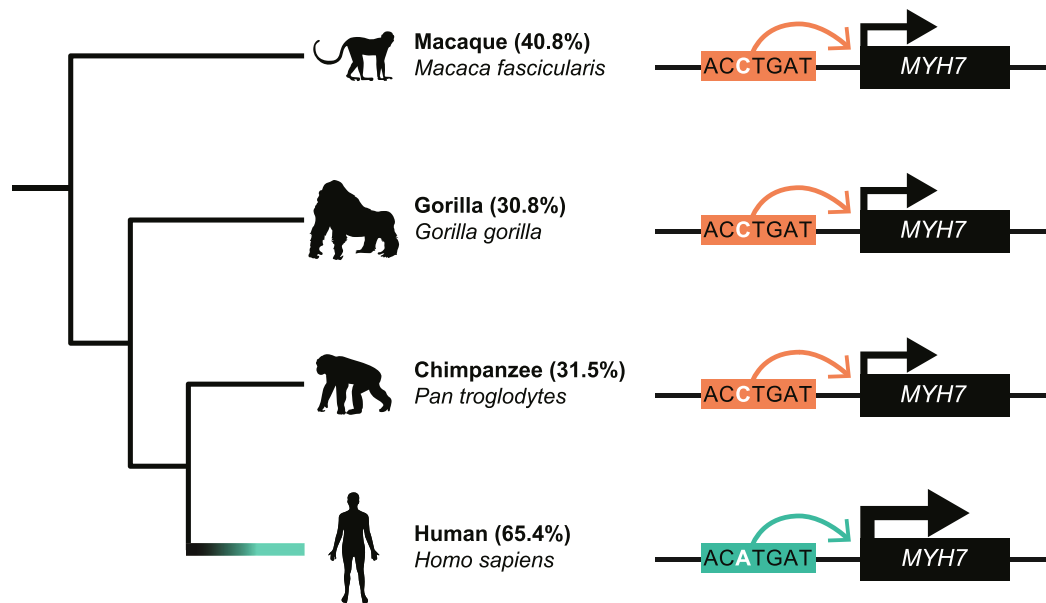 Macaque (40.8%)
Macaca fascicularis
ACCTGAT
MYH7
Gorilla (30.8%)
Gorilla gorilla
ACCTGAT
MYH7
Chimpanzee (31.5%)
Pan troglodytes
ACCTGAT
MYH7
Human (65.4%)
Homo sapiens
ACATGAT
MYH7